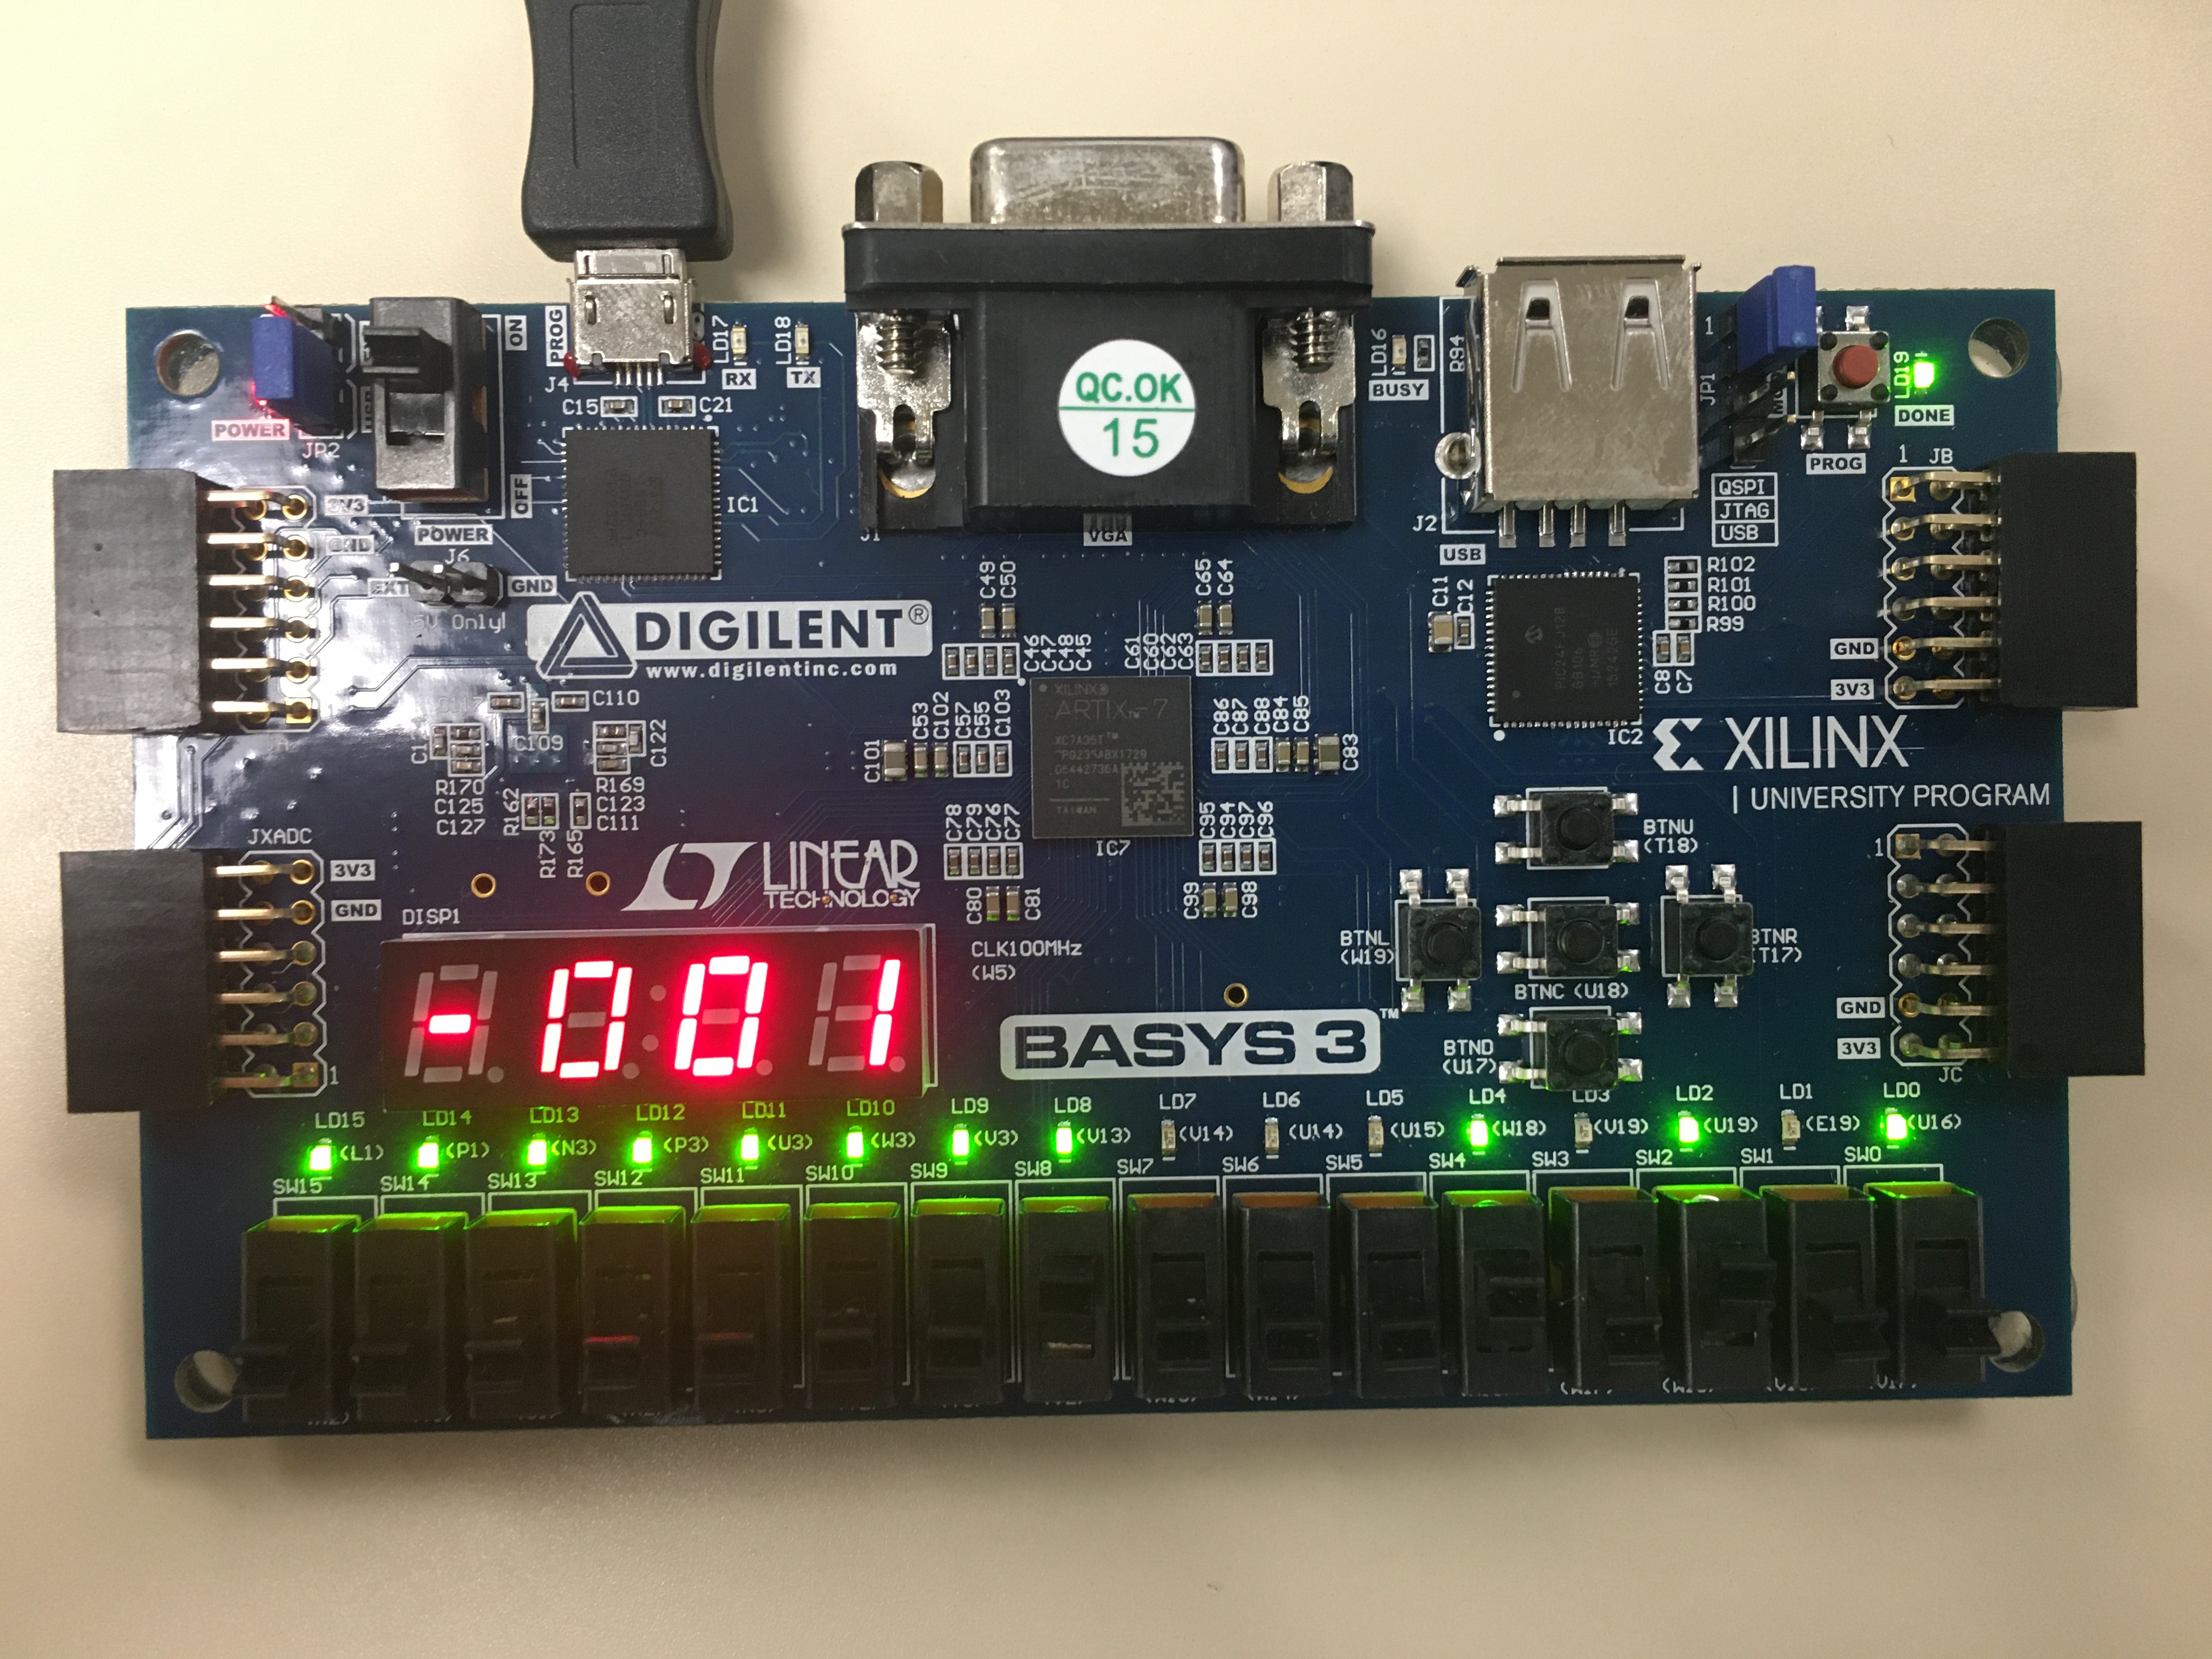 ON
PROG
LD17
LD18
RX
TX
J4
C15
C21
QC.OK
15
LD16
BUSY
R94
1
JP1
LD19
DONE
POWER
JP2
OFF
IC1
POWER
J6
3V3
GND
EXT
GND
5V Only!
J1
VGA
J2
USB
QSPI
JTAG
USB
PROG
1
JB
GND
3V3
DIGILENT®
www.digilentinc.com
C49
C50
C65
C64
C46
C47
C48
C45
C61
C60
C62
C63
C11
C12
R102
R101
R100
R99
C8
C7
IC2
XILINX
| UNIVERSITY PROGRAM
C110
C109
C122
R170
C125
C127
R162
R173
R165
R169
C123
C111
C101
C53
C102
C57
C55
C103
XILINX®
ARTIX™-7
XC7A35T™
1C
TAIWAN
C86
C87
C88
C84
C85
C83
C78
C79
C76
C77
IC7
C95
C94
C97
C96
C80
C81
C99
C98
LINEAR
TECHNOLOGY
JXADC
3V3
GND
1
DISP1
-001
CLK100MHz
(W5)
BASYS 3™
BTNU
(T18)
BTNL
(W19)
BTNR
(T17)
BTNC (U18)
BTND
(U17)
1
GND
3V3
JC
LD15
LD14
LD13
LD12
LD11
LD10
LD9
LD8
LD7
LD6
LD5
LD4
LD3
LD2
LD1
LD0
(L1)
(P1)
(N3)
(P3)
(U3)
(W3)
(V3)
(V13)
(V14)
(U14)
(U15)
(W18)
(V19)
(U19)
(E19)
(U16)
SW15
SW14
SW13
SW12
SW11
SW10
SW9
SW8
SW7
SW6
SW5
SW4
SW3
SW2
SW1
SW0